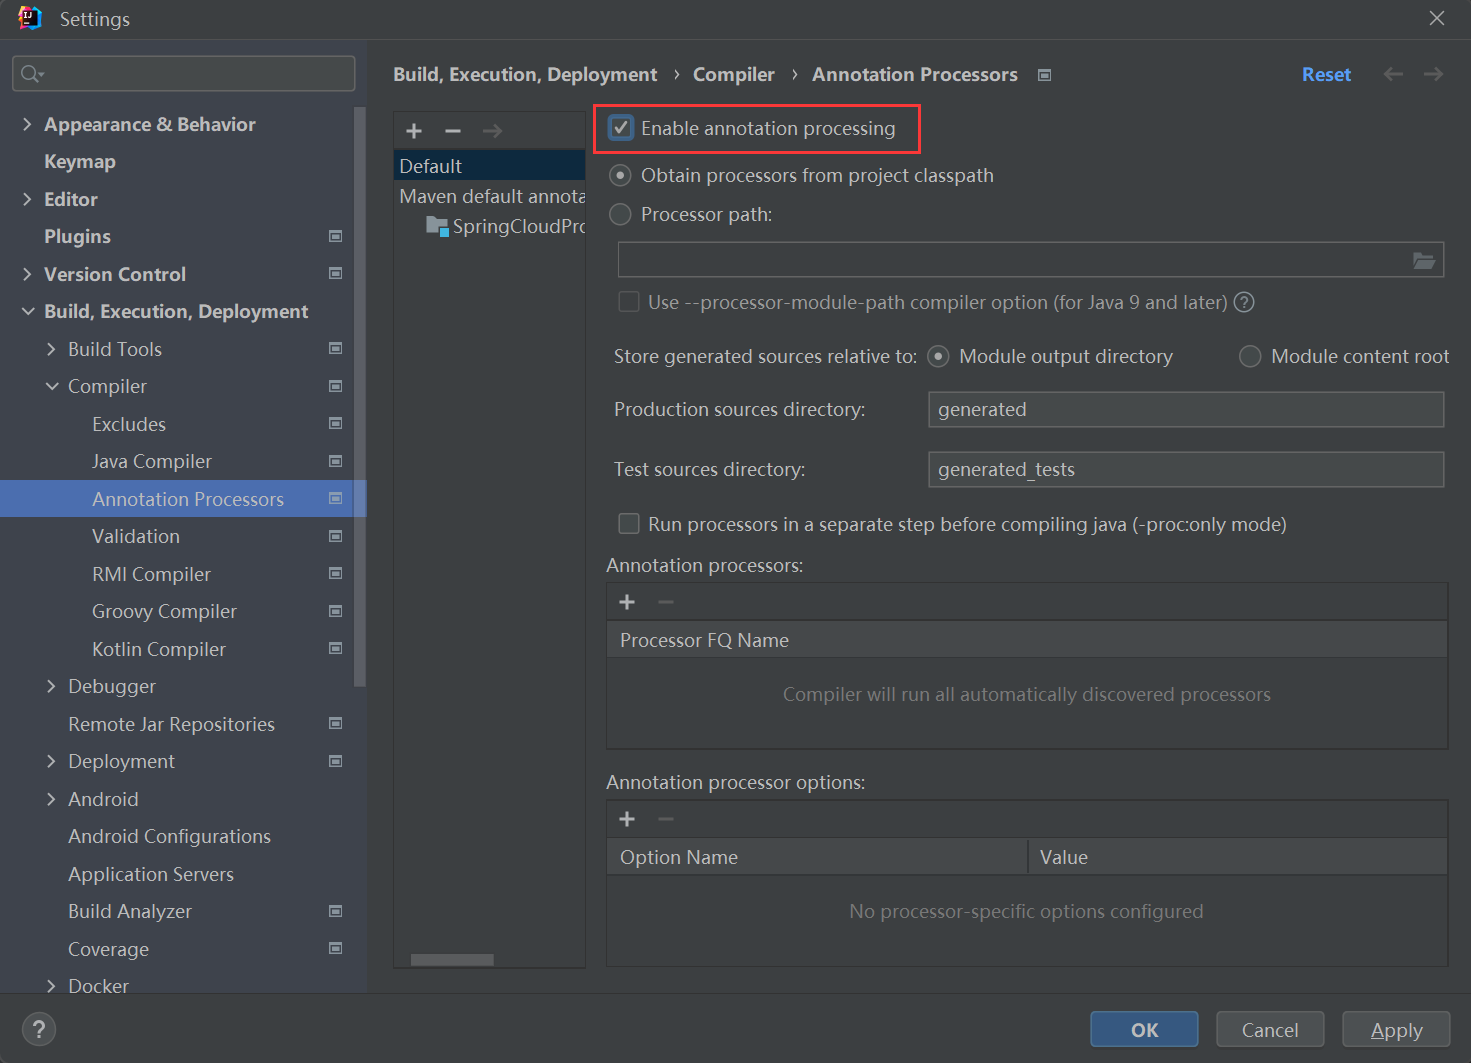 Settings
Appearance & Behavior
Keymap
Editor
Plugins
Version Control
Build, Execution, Deployment
Build Tools
Compiler
Excludes
Java Compiler
Annotation Processors
Validation
RMI Compiler
Groovy Compiler
Kotlin Compiler
Debugger
Remote Jar Repositories
Deployment
Android
Android Configurations
Application Servers
Build Analyzer
Coverage
Docker
Build, Execution, Deployment › Compiler › Annotation Processors
Reset
Default
Maven default annota
SpringCloudPro
Enable annotation processing
Obtain processors from project classpath
Processor path:
Use --processor-module-path compiler option (for Java 9 and later) ?
Store generated sources relative to: Module output directory Module content root
Production sources directory: generated
Test sources directory: generated_tests
Run processors in a separate step before compiling java (-proc:only mode)
Annotation processors:
Processor FQ Name
Compiler will run all automatically discovered processors
Annotation processor options:
Option Name Value
No processor-specific options configured
? OK Cancel Apply